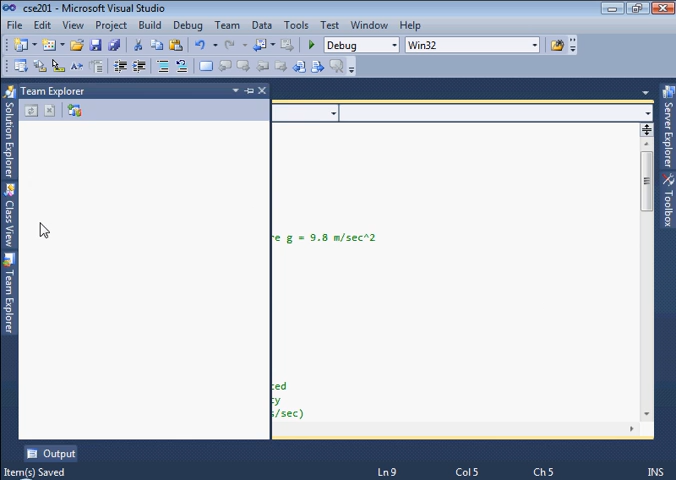 cse201 - Microsoft Visual Studio
File Edit View Project Build Debug Team Data Tools Test Window Help
Debug Win32
Team Explorer
Solution Explorer
Class View
Team Explorer
re g = 9.8 m/sec^2
ted
cy
s/sec)
Server Explorer
Toolbox
Output
Item(s) Saved Ln 9 Col 5 Ch 5 INS